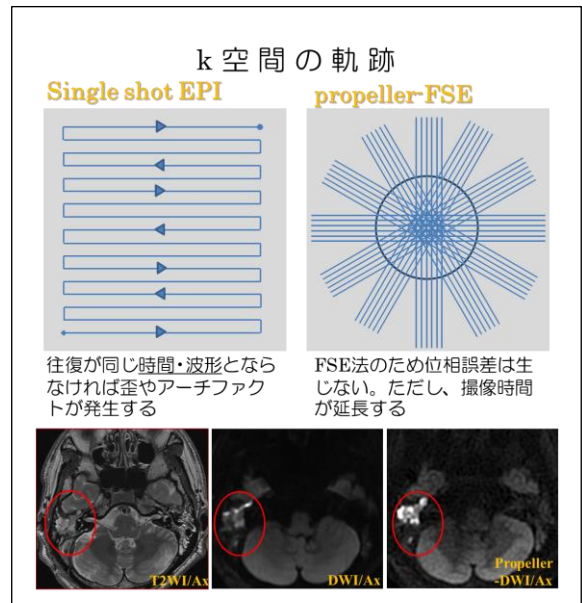 k空間の軌跡
Single shot EPI
propeller-FSE
往復が同じ時間・波形となら
なければ歪やアーチファク
トが発生する
FSE法のため位相誤差は生
じない。ただし、撮像時間
が延長する
T2WI/Ax
DWI/Ax
Propeller
-DWI/Ax